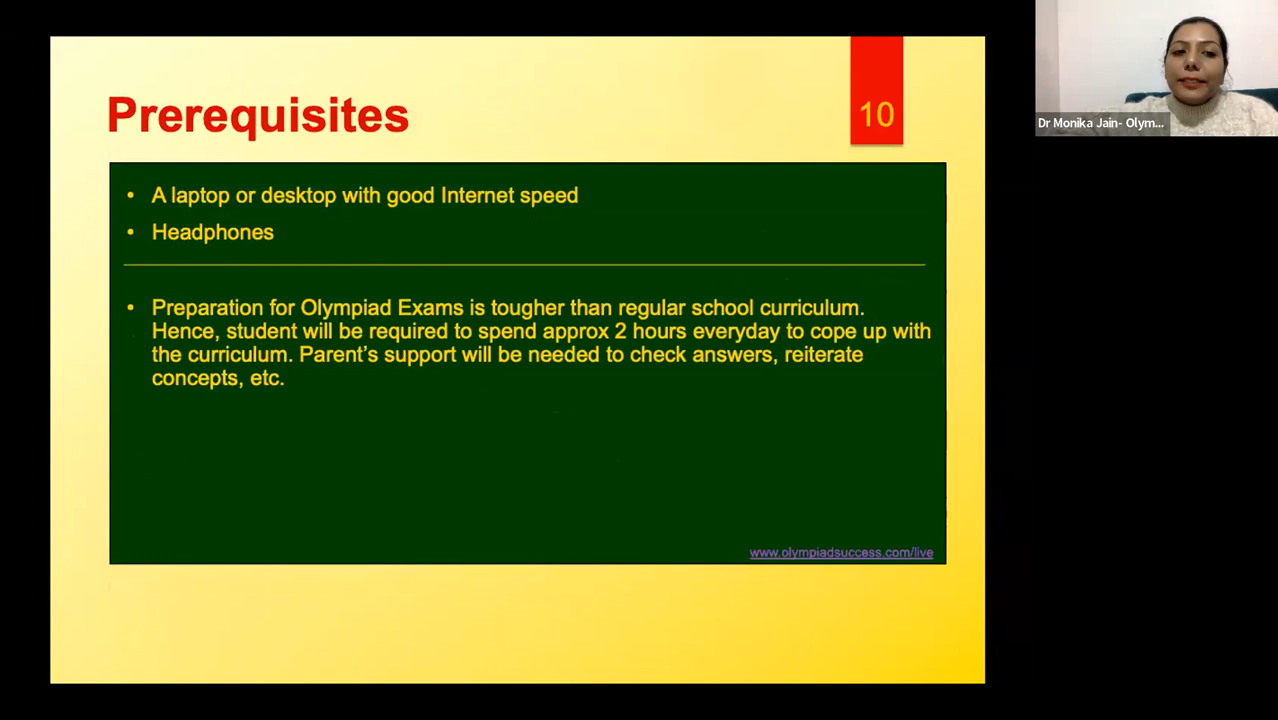 Prerequisites
10
• A laptop or desktop with good Internet speed
• Headphones
• Preparation for Olympiad Exams is tougher than regular school curriculum.
Hence, student will be required to spend approx 2 hours everyday to cope up with
the curriculum. Parent's support will be needed to check answers, reiterate
concepts, etc.
www.olympiadsuccess.com/live
Dr Monika Jain- Olym...